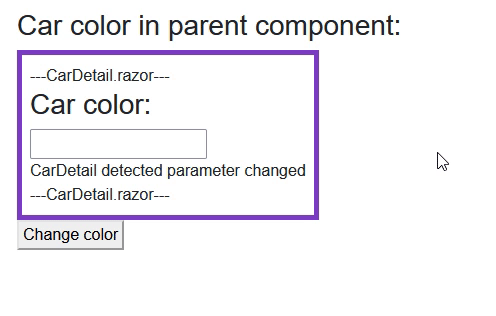 Car color in parent component:
---CarDetail.razor---
Car color:
CarDetail detected parameter changed
---CarDetail.razor---
Change color